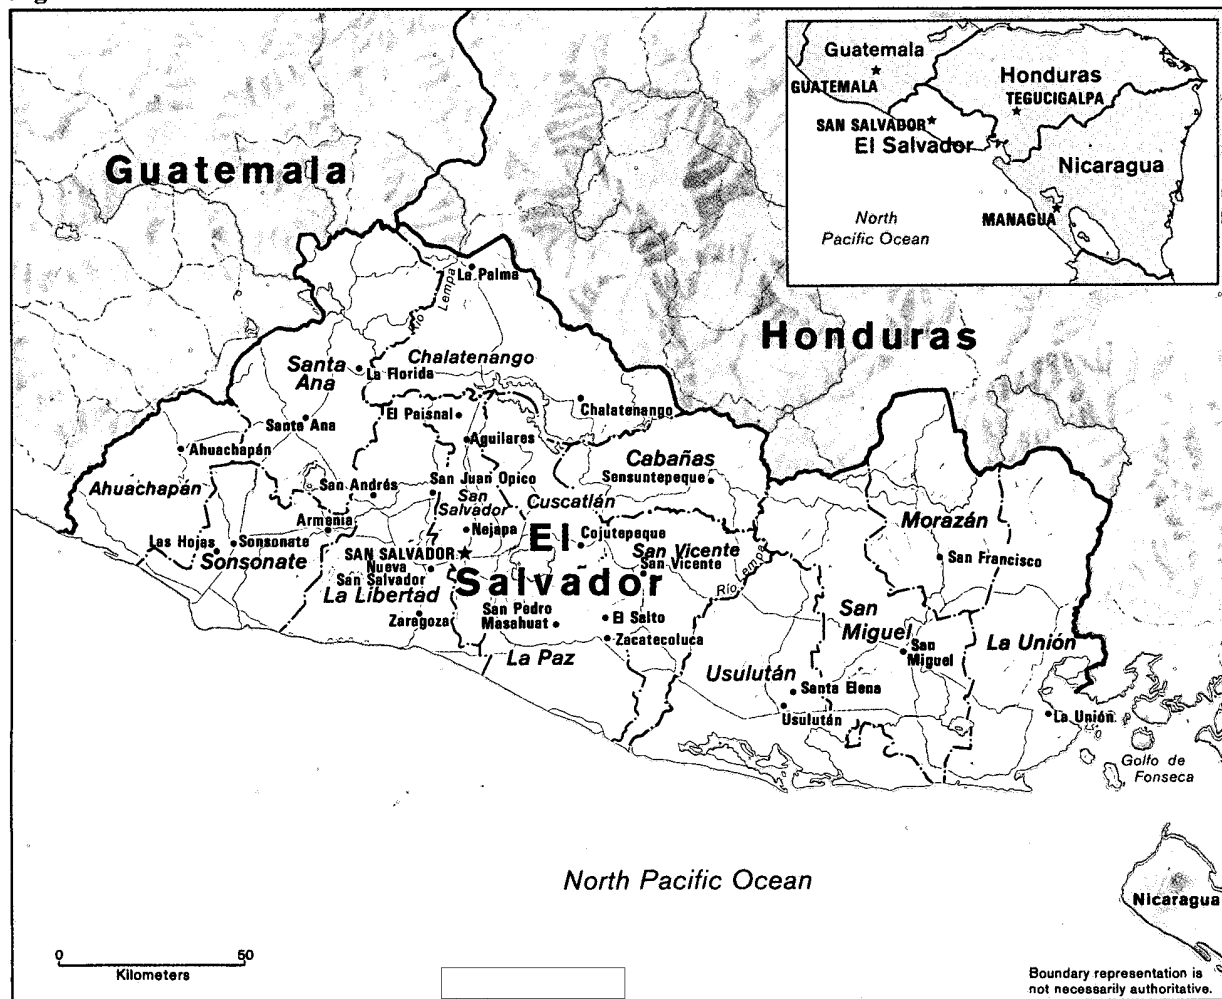 Guatemala
Honduras
El
Salvador
Guatemala
GUATEMALA
Honduras
TEGUCIGALPA
SAN SALVADOR
El Salvador
Nicaragua
MANAGUA
North
Pacific Ocean
La Palma
Río Lempa
Santa
Ana
La Florida
Chalatenango
Chalatenango
El Paisnal
Santa Ana
Aguilares
Ahuachapán
Ahuachapán
Cabañas
Sensuntepeque
San Juan Opico
San Andrés
San
Salvador
Cuscatlán
Armenia
Nejapa
Cojutepeque
Morazán
Las Hojas
Sonsonate
Sonsonate
SAN SALVADOR
Nueva
San Salvador
San Vicente
San Vicente
Río Lempa
San Francisco
La Libertad
Zaragoza
San Pedro
Masahuat
El Salto
Zacatecoluca
La Paz
San
Miguel
San
Miguel
La Unión
Usulután
Santa Elena
Usulután
La Unión
Golfo de
Fonseca
North Pacific Ocean
Nicaragua
0 50
Kilometers
Boundary representation is
not necessarily authoritative.